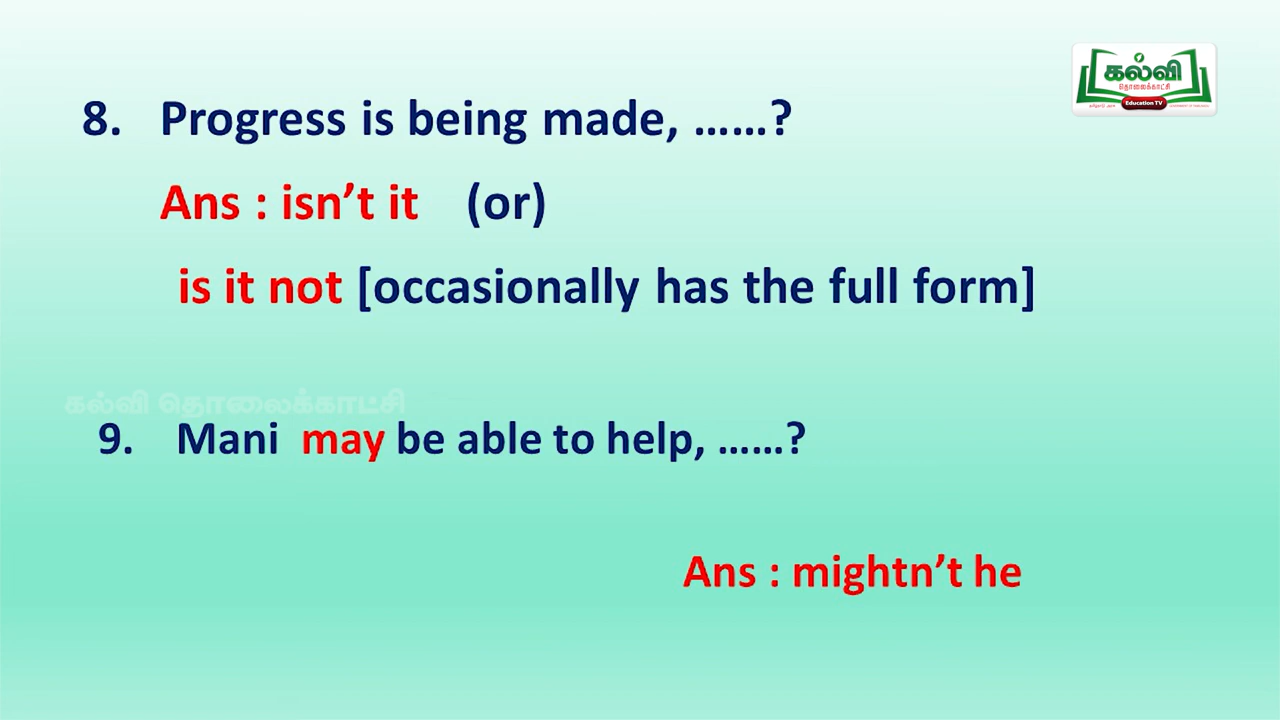 கல்வி
தொலைக்காட்சி
Education TV
8. Progress is being made, ......?
Ans : isn’t it (or)
is it not [occasionally has the full form]
கல்வி தொலைக்காட்சி
9. Mani may be able to help, ......?
Ans : mightn’t he